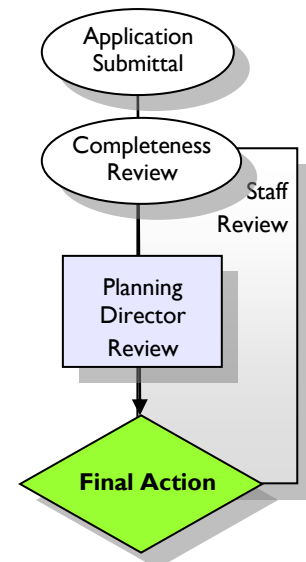 Application
Submittal
Completeness
Review
Staff
Review
Planning
Director
Review
Final Action